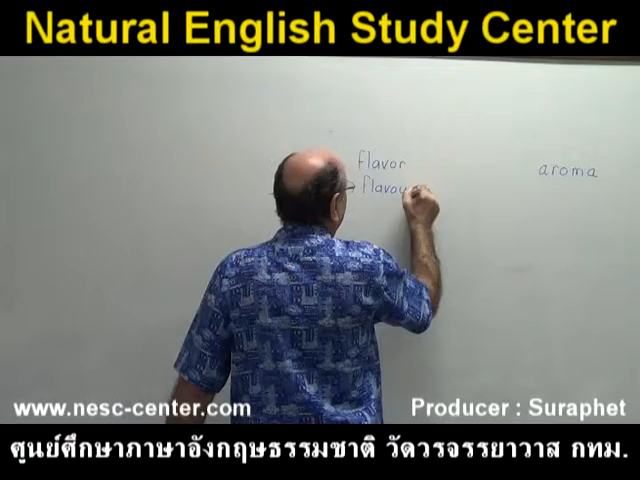 Natural English Study Center
flavor
aroma
flavou
www.nesc-center.com
Producer : Suraphet
ศูนย์ศึกษาภาษาอังกฤษธรรมชาติ วัดวรจรรยาวาส กทม.